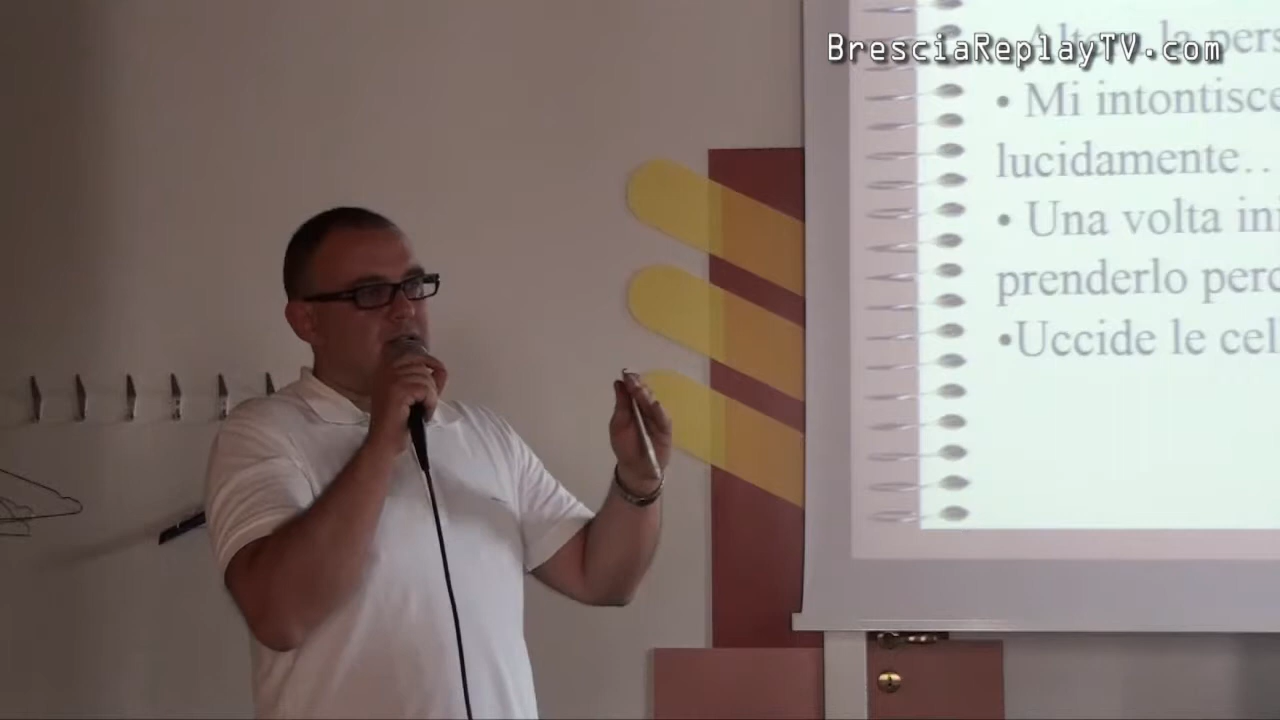 BresciaReplayTV.com
• Mi intontisce
lucidamente..
• Una volta ini
prenderlo perc
•Uccide le cel